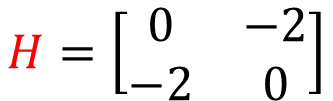 H = [ 0 −2
−2 0 ]